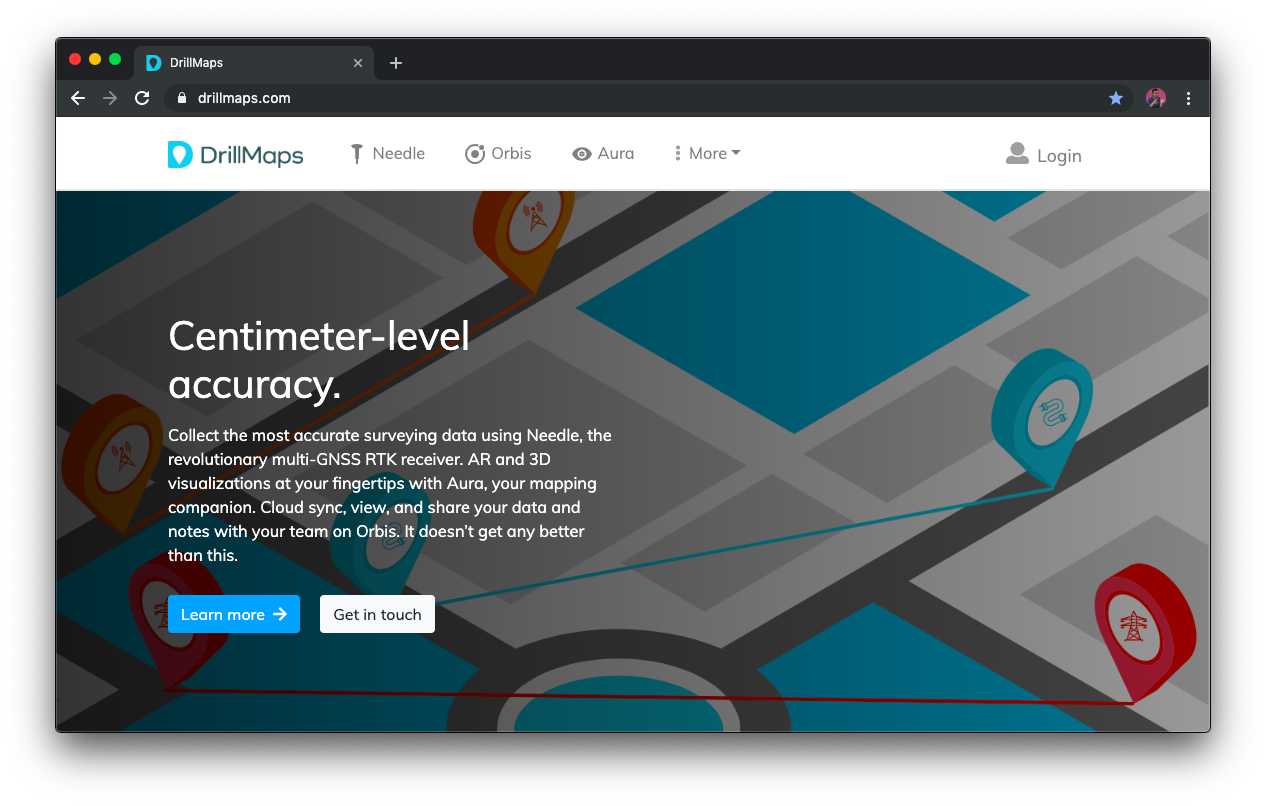 DrillMaps
drillmaps.com
DrillMaps Needle Orbis Aura More Login
Centimeter-level
accuracy.
Collect the most accurate surveying data using Needle, the
revolutionary multi-GNSS RTK receiver. AR and 3D
visualizations at your fingertips with Aura, your mapping
companion. Cloud sync, view, and share your data and
notes with your team on Orbis. It doesn’t get any better
than this.
Learn more Get in touch